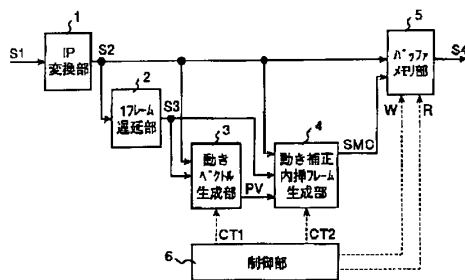 1
S1
IP
変換部
S2
2
1フレーム
遅延部
S3
3
動き
ベクトル
生成部
PV
4
動き補正
内挿フレーム
生成部
SMC
5
バッファ
メモリ部
S4
W
R
CT1
CT2
6
制御部